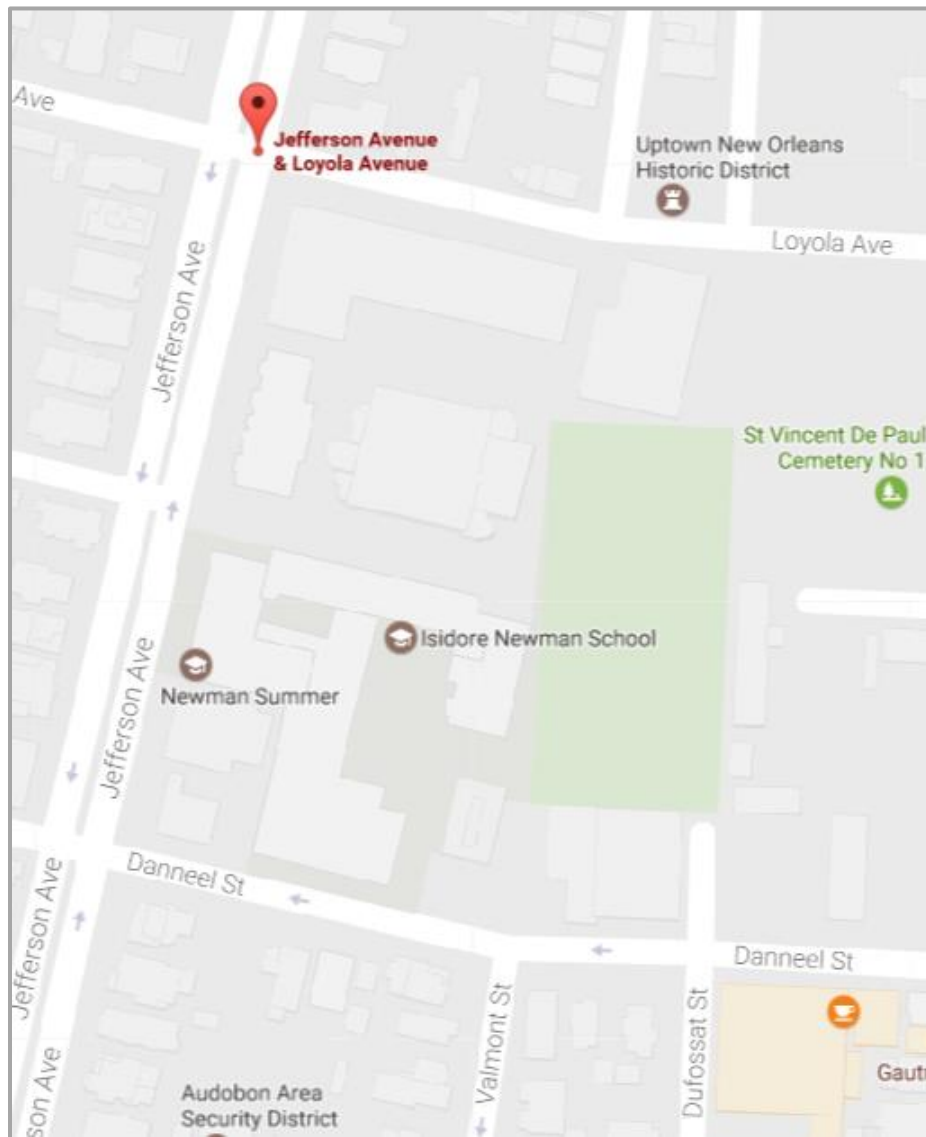 Ave
Jefferson Avenue
& Loyola Avenue
Uptown New Orleans
Historic District
Loyola Ave
Jefferson Ave
St Vincent De Paul
Cemetery No 1
Isidore Newman School
Newman Summer
Jefferson Ave
Danneel St
Jefferson Ave
Danneel St
Valmont St
Dufossat St
Gautr
son Ave
Audobon Area
Security District